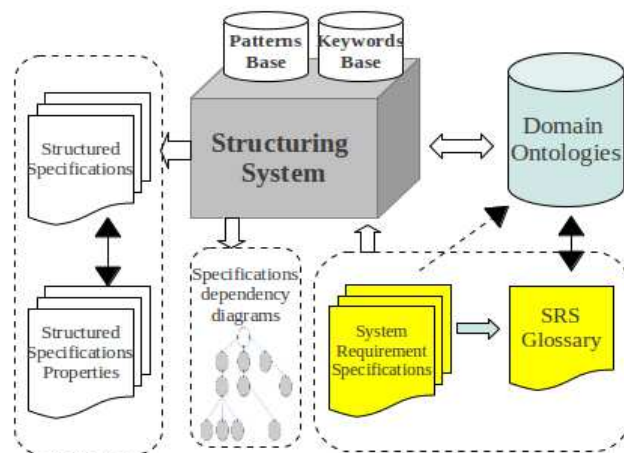 Patterns
Base
Keywords
Base
Structuring
System
Domain
Ontologies
Structured
Specifications
Structured
Specifications
Properties
Specifications
dependency
diagrams
System
Requirement
Specifications
SRS
Glossary